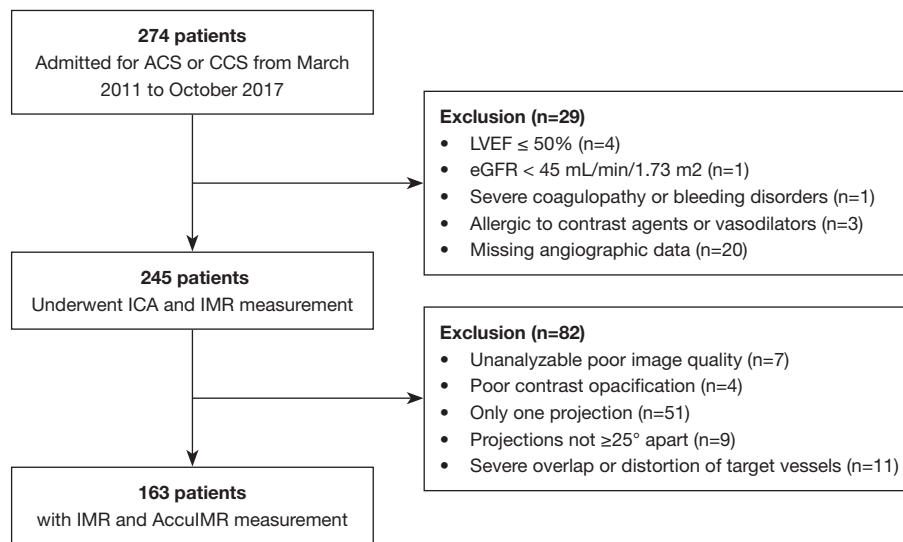 274 patients
Admitted for ACS or CCS from March
2011 to October 2017
Exclusion (n=29)
• LVEF ≤ 50% (n=4)
• eGFR < 45 mL/min/1.73 m2 (n=1)
• Severe coagulopathy or bleeding disorders (n=1)
• Allergic to contrast agents or vasodilators (n=3)
• Missing angiographic data (n=20)
245 patients
Underwent ICA and IMR measurement
Exclusion (n=82)
• Unanalyzable poor image quality (n=7)
• Poor contrast opacification (n=4)
• Only one projection (n=51)
• Projections not ≥25° apart (n=9)
• Severe overlap or distortion of target vessels (n=11)
163 patients
with IMR and AccuIMR measurement